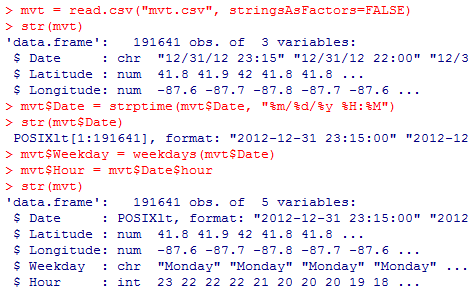 > mvt = read.csv("mvt.csv", stringsAsFactors=FALSE)
> str(mvt)
'data.frame':   191641 obs. of  3 variables:
 $ Date     : chr  "12/31/12 23:15" "12/31/12 22:00" "12/3
 $ Latitude : num  41.8 41.9 42 41.8 41.8 ...
 $ Longitude: num  -87.6 -87.7 -87.8 -87.7 -87.6 ...
> mvt$Date = strptime(mvt$Date, "%m/%d/%y %H:%M")
> str(mvt$Date)
 POSIXlt[1:191641], format: "2012-12-31 23:15:00" "2012-12
> mvt$Weekday = weekdays(mvt$Date)
> mvt$Hour = mvt$Date$hour
> str(mvt)
'data.frame':   191641 obs. of  5 variables:
 $ Date     : POSIXlt, format: "2012-12-31 23:15:00" "2012
 $ Latitude : num  41.8 41.9 42 41.8 41.8 ...
 $ Longitude: num  -87.6 -87.7 -87.8 -87.7 -87.6 ...
 $ Weekday  : chr  "Monday" "Monday" "Monday" "Monday" ...
 $ Hour     : int  23 22 22 22 21 20 20 20 19 18 ...